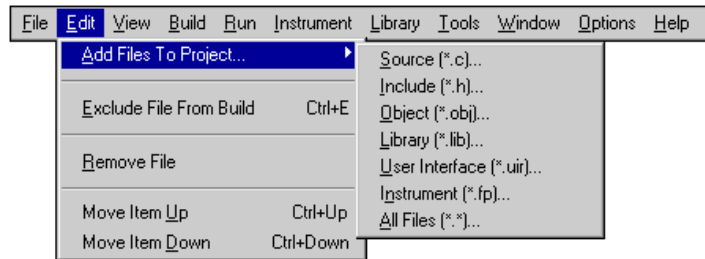 File Edit View Build Run Instrument Library Tools Window Options Help
Add Files To Project...
Exclude File From Build Ctrl+E
Remove File
Move Item Up Ctrl+Up
Move Item Down Ctrl+Down
Source (*.c)...
Include (*.h)...
Object (*.obj)...
Library (*.lib)...
User Interface (*.uir)...
Instrument (*.fp)...
All Files (*.*)...